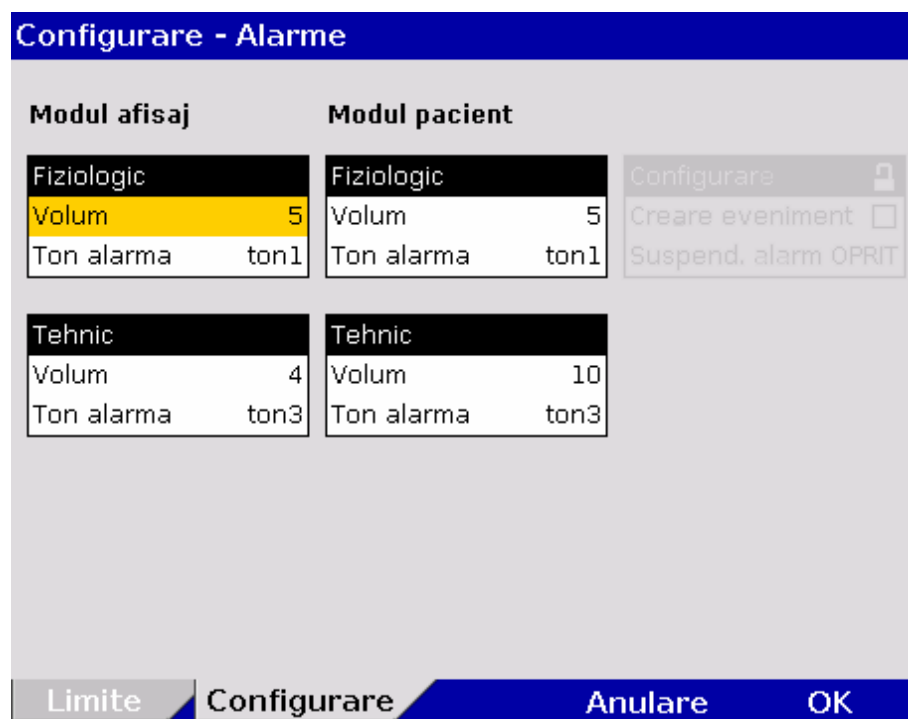 Configurare - Alarme
Modul afisaj
Modul pacient
Fiziologic
Volum 5
Ton alarma ton1
Fiziologic
Volum 5
Ton alarma ton1
Configurare
Creare eveniment
Suspend. alarm OPRIT
Tehnic
Volum 4
Ton alarma ton3
Tehnic
Volum 10
Ton alarma ton3
Limite
Configurare
Anulare
OK